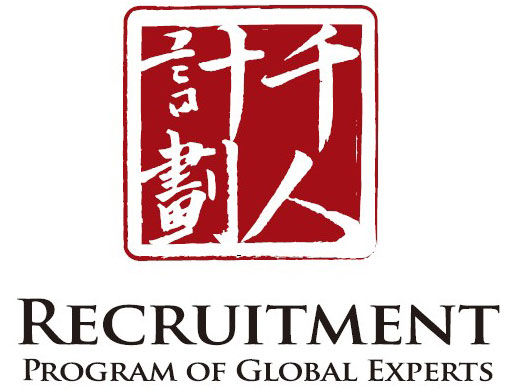 千人
計劃
RECRUITMENT
PROGRAM OF GLOBAL EXPERTS